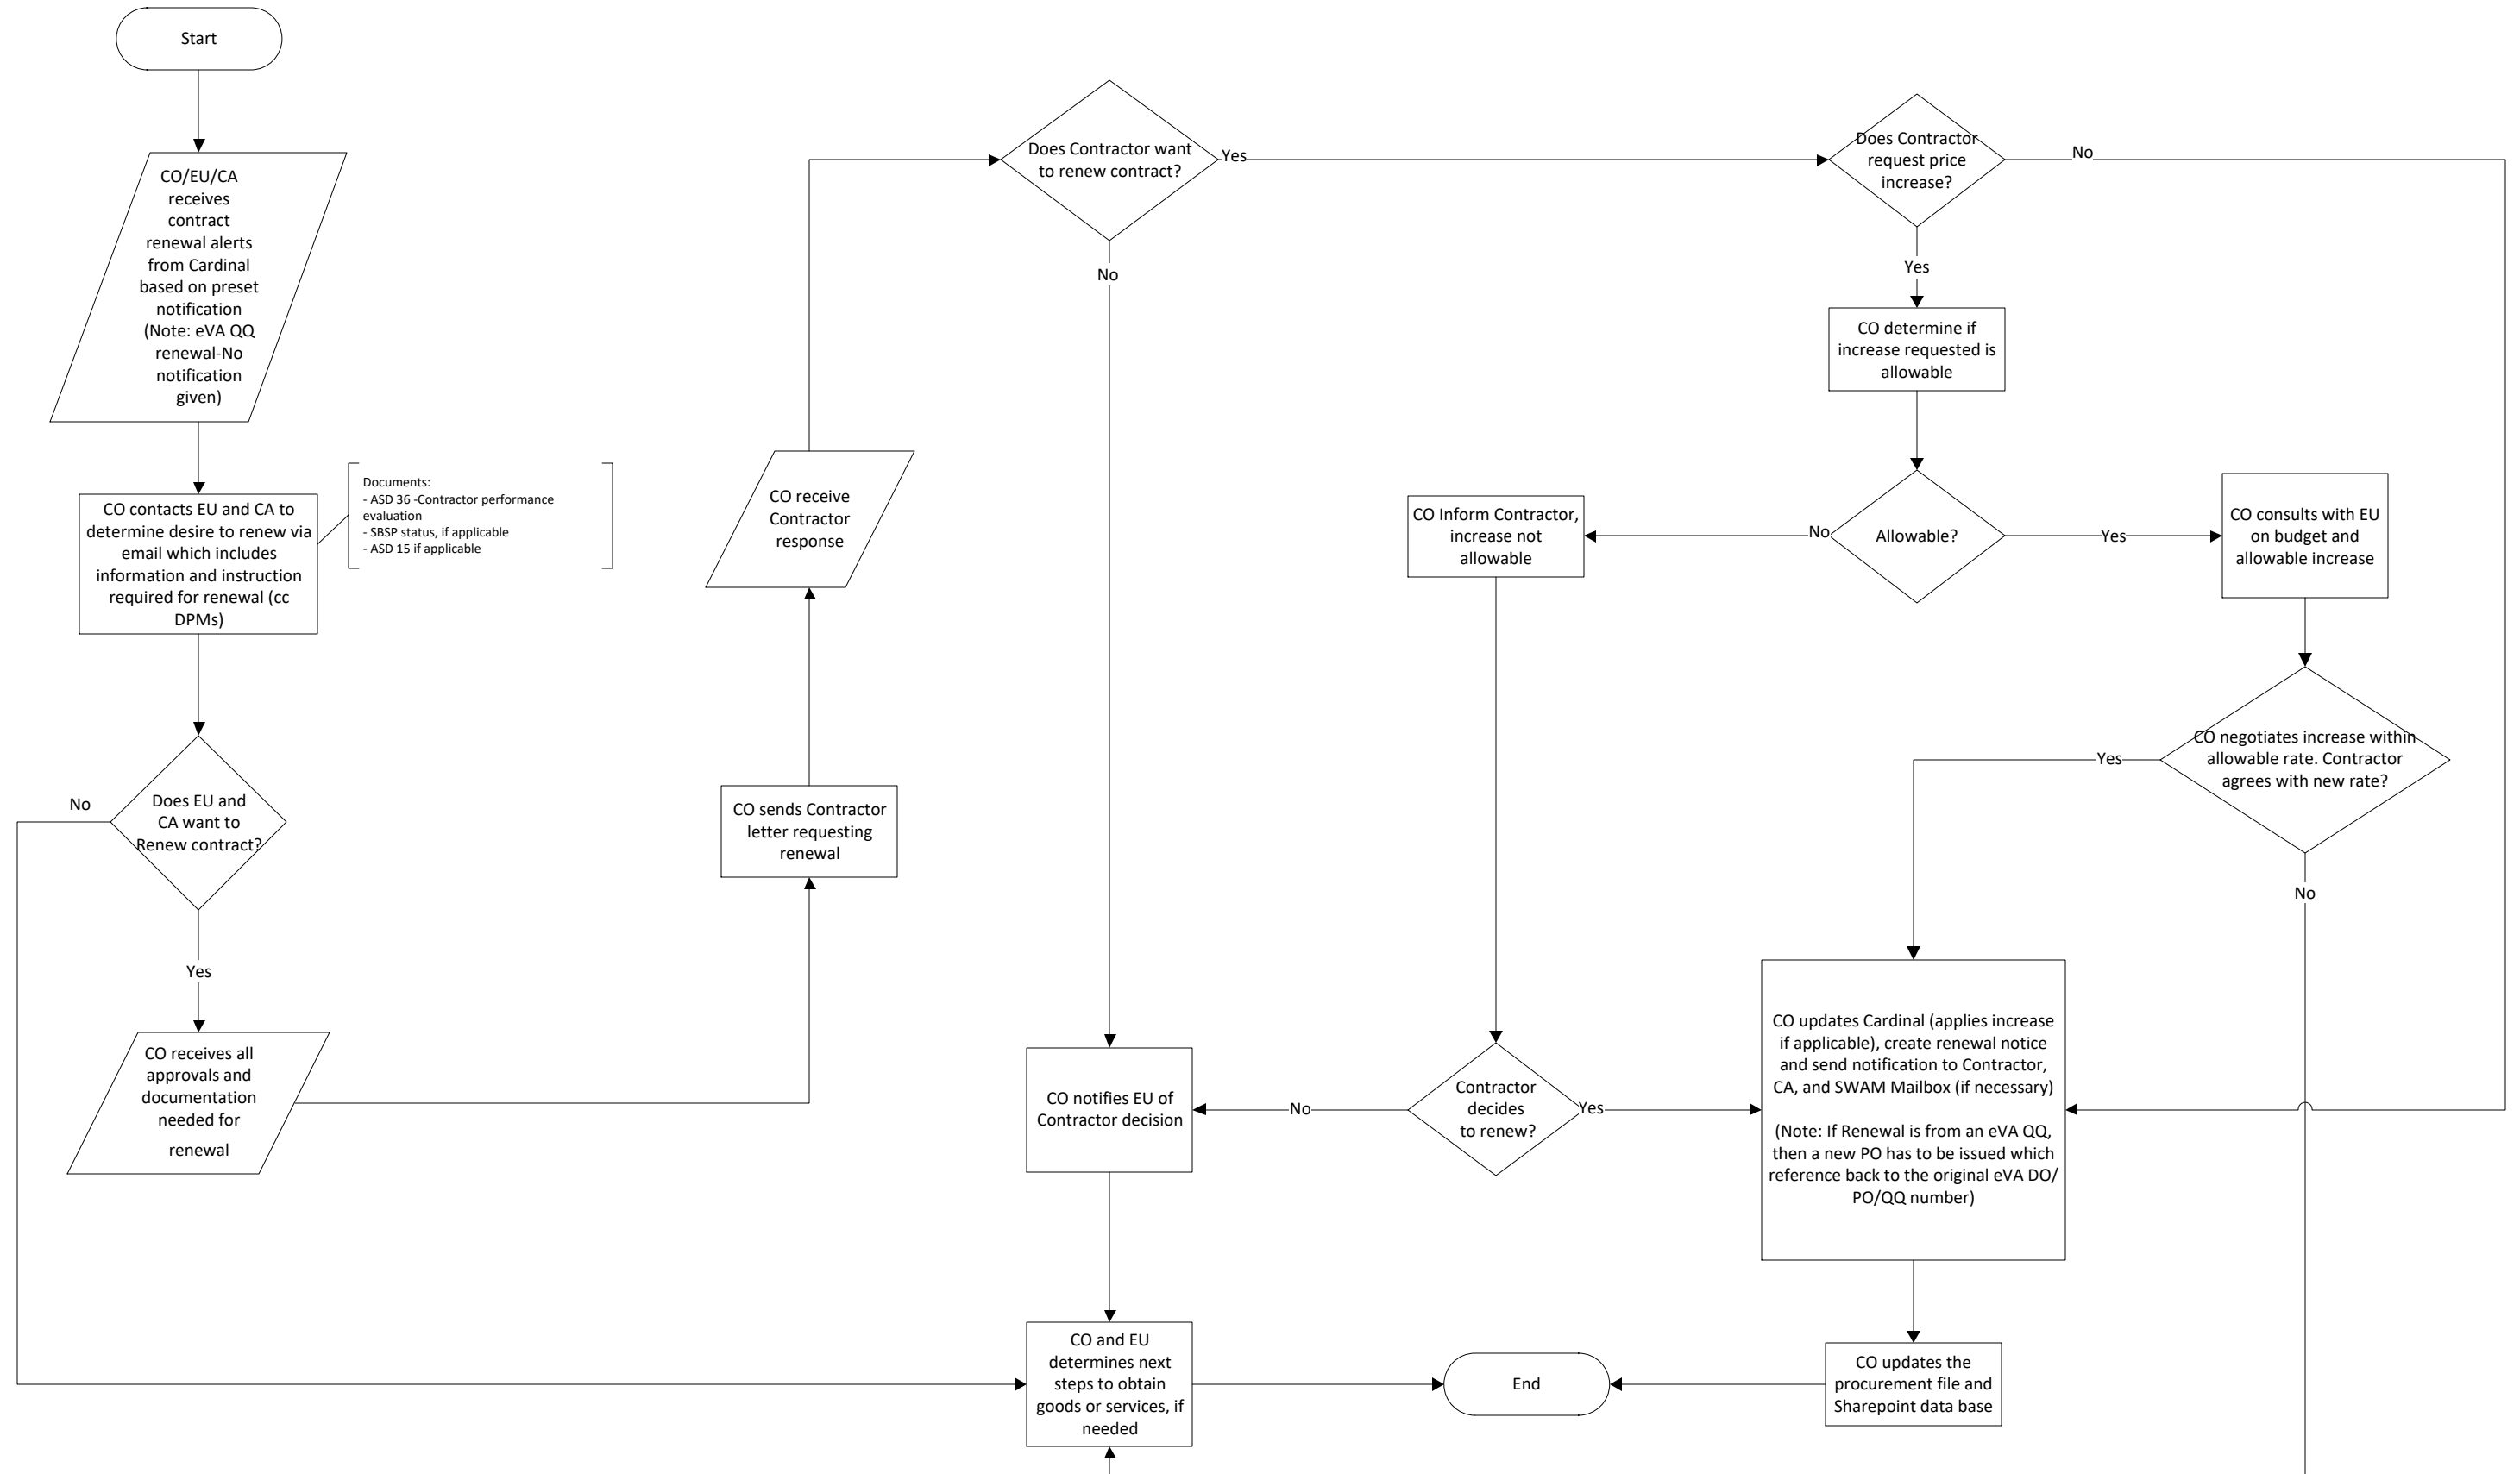 Start
CO/EU/CA
receives
contract
renewal alerts
from Cardinal
based on preset
notification
(Note: eVA QQ
renewal-No
notification
given)
CO contacts EU and CA to
determine desire to renew via
email which includes
information and instruction
required for renewal (cc
DPMs)
Documents:
- ASD 36 -Contractor performance
evaluation
- SBSP status, if applicable
- ASD 15 if applicable
Does EU and
CA want to
Renew contract?
No
Yes
CO receives all
approvals and
documentation
needed for
renewal
CO sends Contractor
letter requesting
renewal
CO receive
Contractor
response
Does Contractor want
to renew contract?
Yes
No
Does Contractor
request price
increase?
No
Yes
CO determine if
increase requested is
allowable
Allowable?
No
Yes
CO Inform Contractor,
increase not
allowable
CO consults with EU
on budget and
allowable increase
CO negotiates increase within
allowable rate. Contractor
agrees with new rate?
Yes
No
Contractor
decides
to renew?
No
Yes
CO notifies EU of
Contractor decision
CO updates Cardinal (applies increase
if applicable), create renewal notice
and send notification to Contractor,
CA, and SWAM Mailbox (if necessary)
(Note: If Renewal is from an eVA QQ,
then a new PO has to be issued which
reference back to the original eVA DO/
PO/QQ number)
CO and EU
determines next
steps to obtain
goods or services, if
needed
End
CO updates the
procurement file and
Sharepoint data base